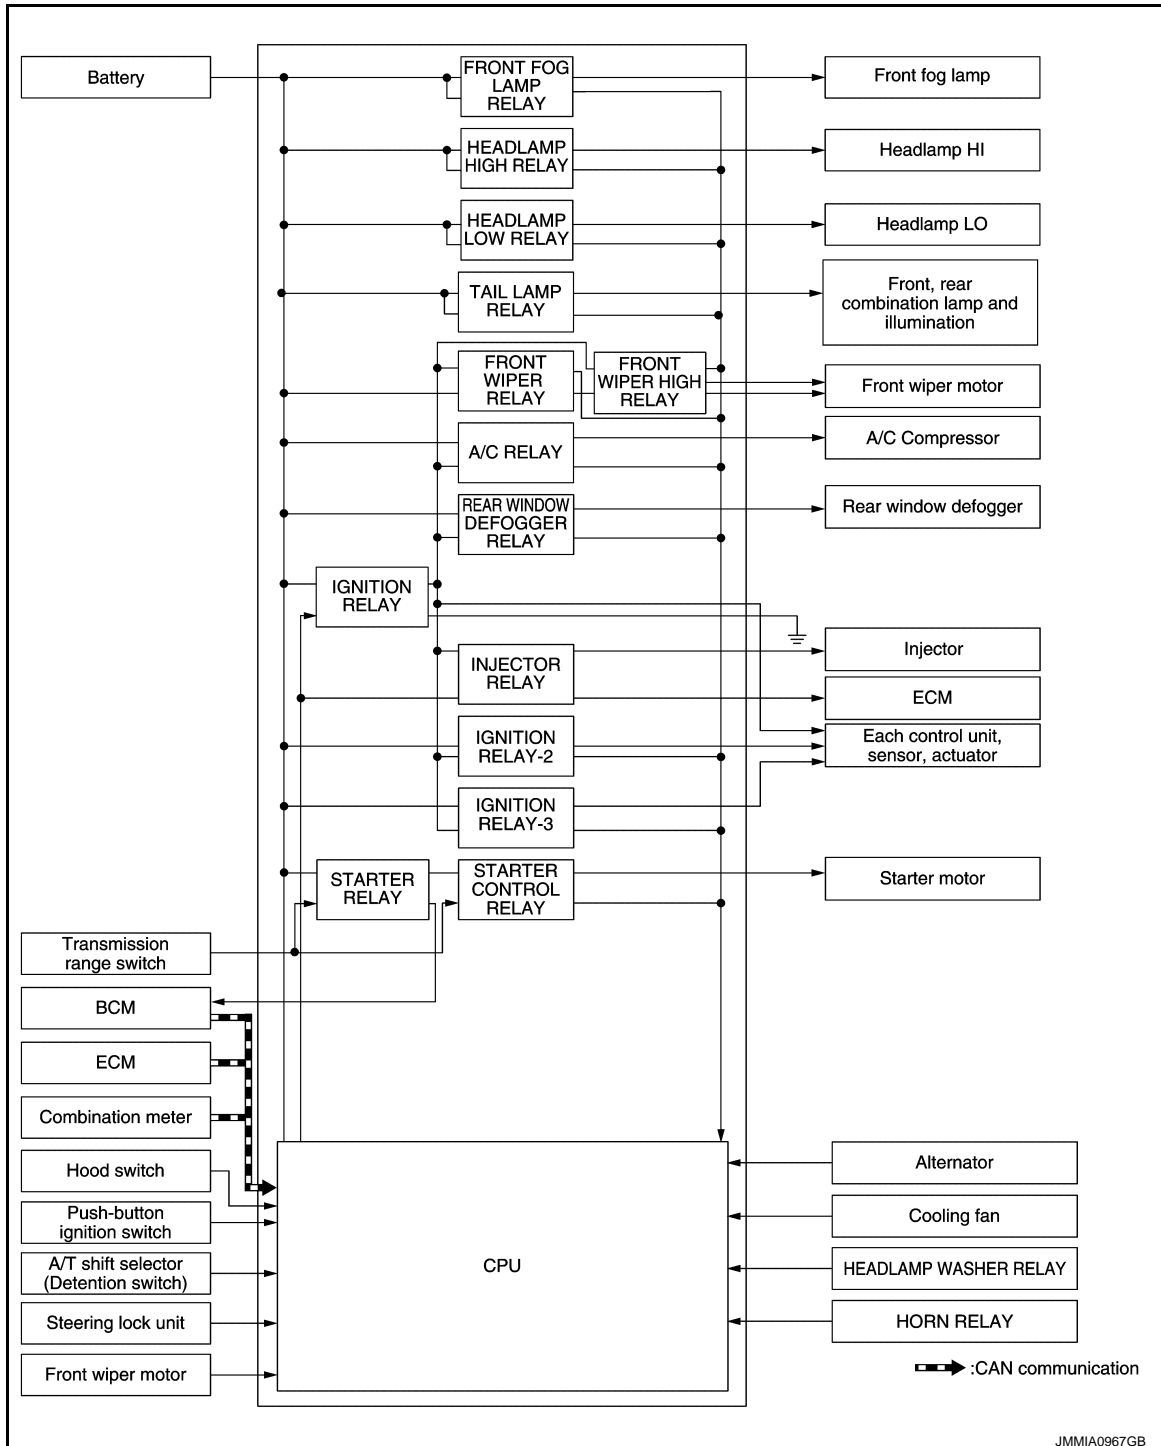 Battery
FRONT FOG
LAMP
RELAY
Front fog lamp
HEADLAMP
HIGH RELAY
Headlamp HI
HEADLAMP
LOW RELAY
Headlamp LO
TAIL LAMP
RELAY
Front, rear
combination lamp and
illumination
FRONT
WIPER
RELAY
FRONT
WIPER HIGH
RELAY
Front wiper motor
A/C RELAY
A/C Compressor
REAR WINDOW
DEFOGGER
RELAY
Rear window defogger
IGNITION
RELAY
INJECTOR
RELAY
Injector
ECM
IGNITION
RELAY-2
Each control unit,
sensor, actuator
IGNITION
RELAY-3
STARTER
RELAY
STARTER
CONTROL
RELAY
Starter motor
Transmission
range switch
BCM
ECM
Combination meter
Hood switch
Push-button
ignition switch
A/T shift selector
(Detention switch)
Steering lock unit
Front wiper motor
CPU
Alternator
Cooling fan
HEADLAMP WASHER RELAY
HORN RELAY
:CAN communication
JMMIA0967GB